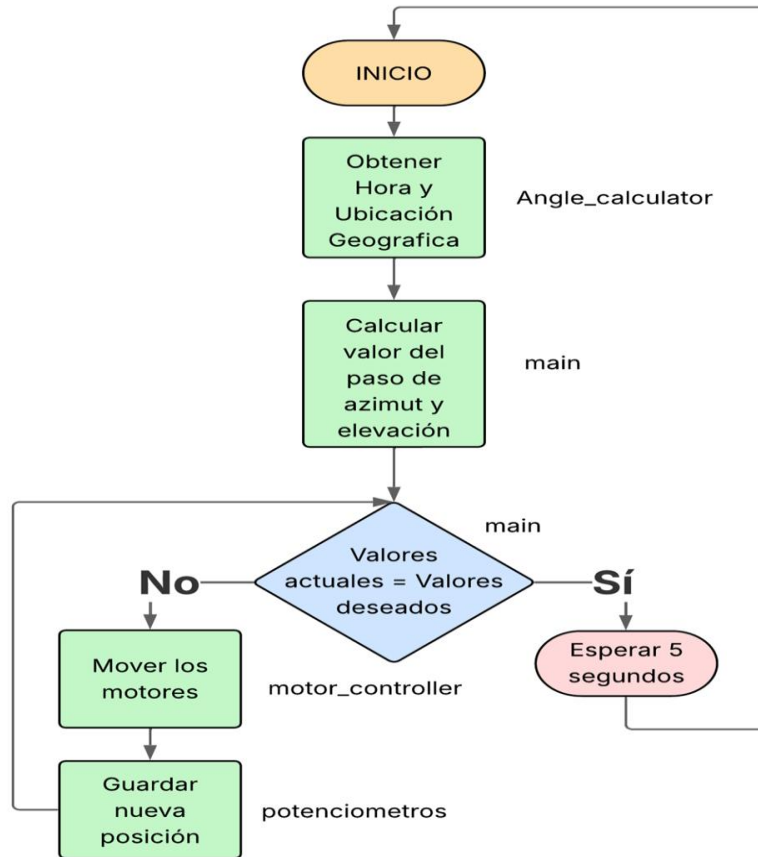 INICIO
Obtener
Hora y
Ubicación
Geografica
Angle_calculator
Calcular
valor del
paso de
azimut y
elevación
main
main
Valores
actuales = Valores
deseados
No
Sí
Mover los
motores
motor_controller
Esperar 5
segundos
Guardar
nueva
posición
potenciometros